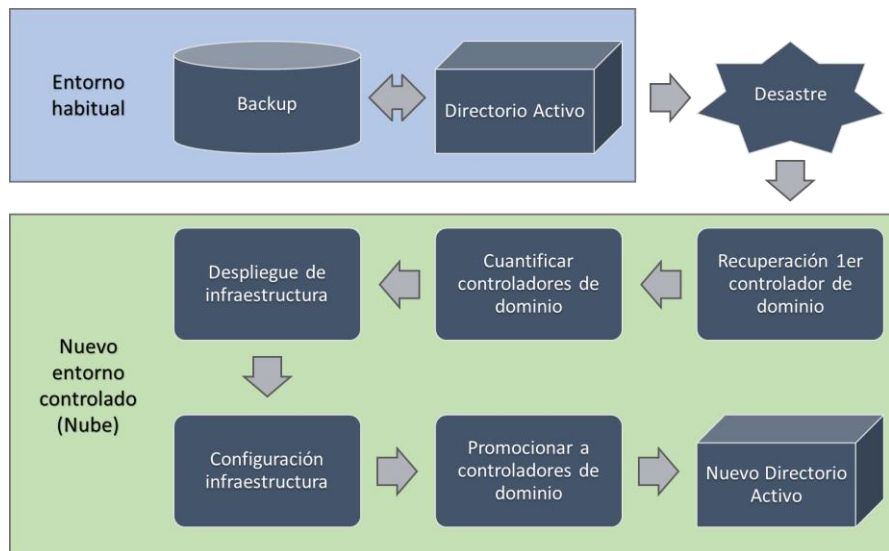 Entorno
habitual
Backup
Directorio Activo
Desastre
Nuevo
entorno
controlado
(Nube)
Recuperación 1er
controlador de
dominio
Cuantificar
controladores de
dominio
Despliegue de
infraestructura
Configuración
infraestructura
Promocionar a
controladores de
dominio
Nuevo Directorio
Activo